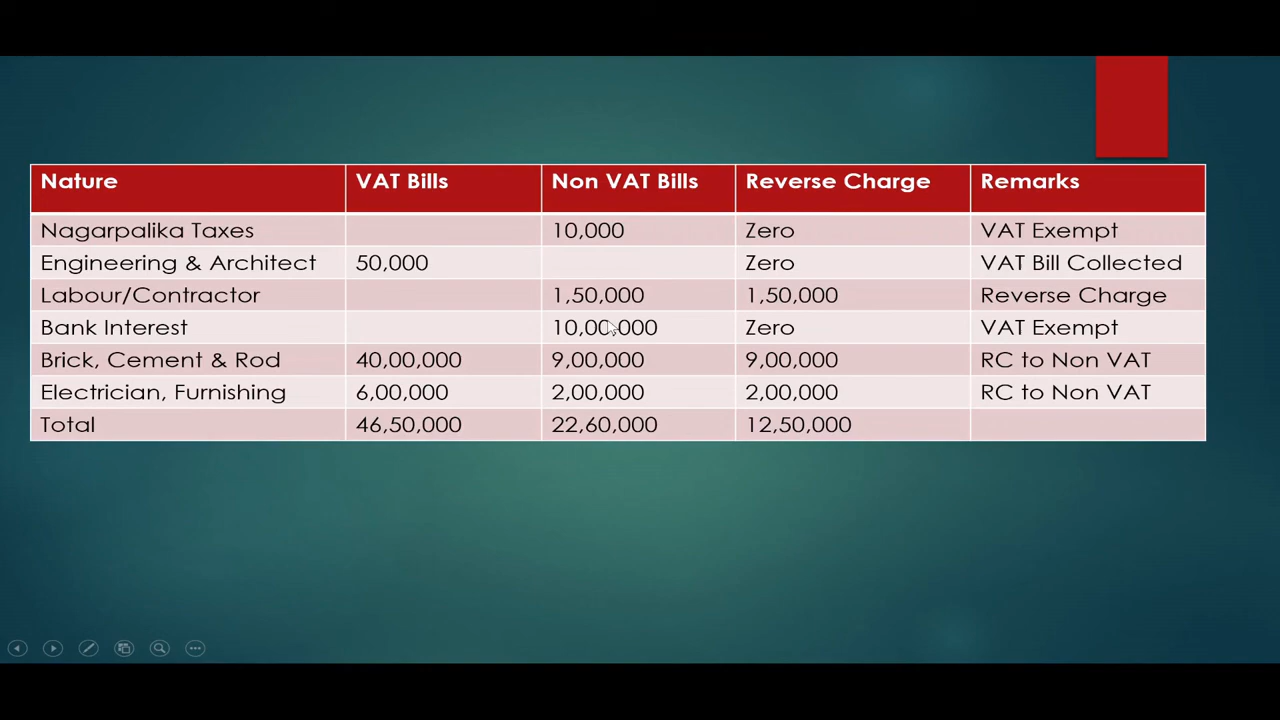 Nature VAT Bills Non VAT Bills Reverse Charge Remarks
Nagarpalika Taxes 10,000 Zero VAT Exempt
Engineering & Architect 50,000 Zero VAT Bill Collected
Labour/Contractor 1,50,000 1,50,000 Reverse Charge
Bank Interest 10,00,000 Zero VAT Exempt
Brick, Cement & Rod 40,00,000 9,00,000 9,00,000 RC to Non VAT
Electrician, Furnishing 6,00,000 2,00,000 2,00,000 RC to Non VAT
Total 46,50,000 22,60,000 12,50,000